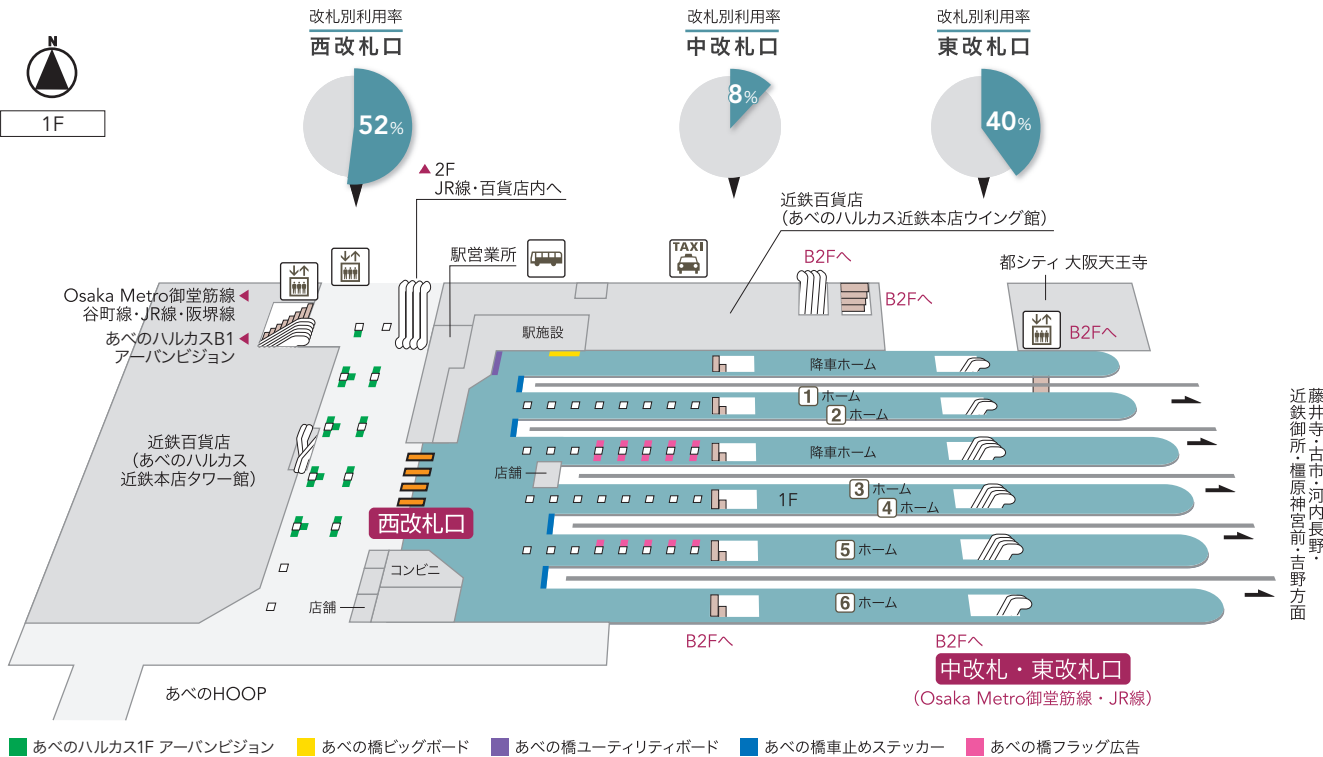 改札別利用率
西改札口
52%
改札別利用率
中改札口
8%
改札別利用率
東改札口
40%
N
1F
▲2F
JR線・百貨店内へ
駅営業所
TAXI
近鉄百貨店
（あべのハルカス近鉄本店ウイング館）
B2Fへ
B2Fへ
都シティ 大阪天王寺
B2Fへ
Osaka Metro御堂筋線◀
谷町線・JR線・阪堺線
あべのハルカスB1◀
アーバンビジョン
駅施設
降車ホーム
1 ホーム
2 ホーム
降車ホーム
店舗
1F
3 ホーム
4 ホーム
5 ホーム
6 ホーム
近鉄百貨店
（あべのハルカス
近鉄本店タワー館）
西改札口
コンビニ
店舗
藤井寺・古市・河内長野・
近鉄御所・橿原神宮前・吉野方面
B2Fへ
B2Fへ
中改札・東改札口
（Osaka Metro御堂筋線・JR線）
あべのHOOP
あべのハルカス1F アーバンビジョン
あべの橋ビッグボード
あべの橋ユーティリティボード
あべの橋車止めステッカー
あべの橋フラッグ広告